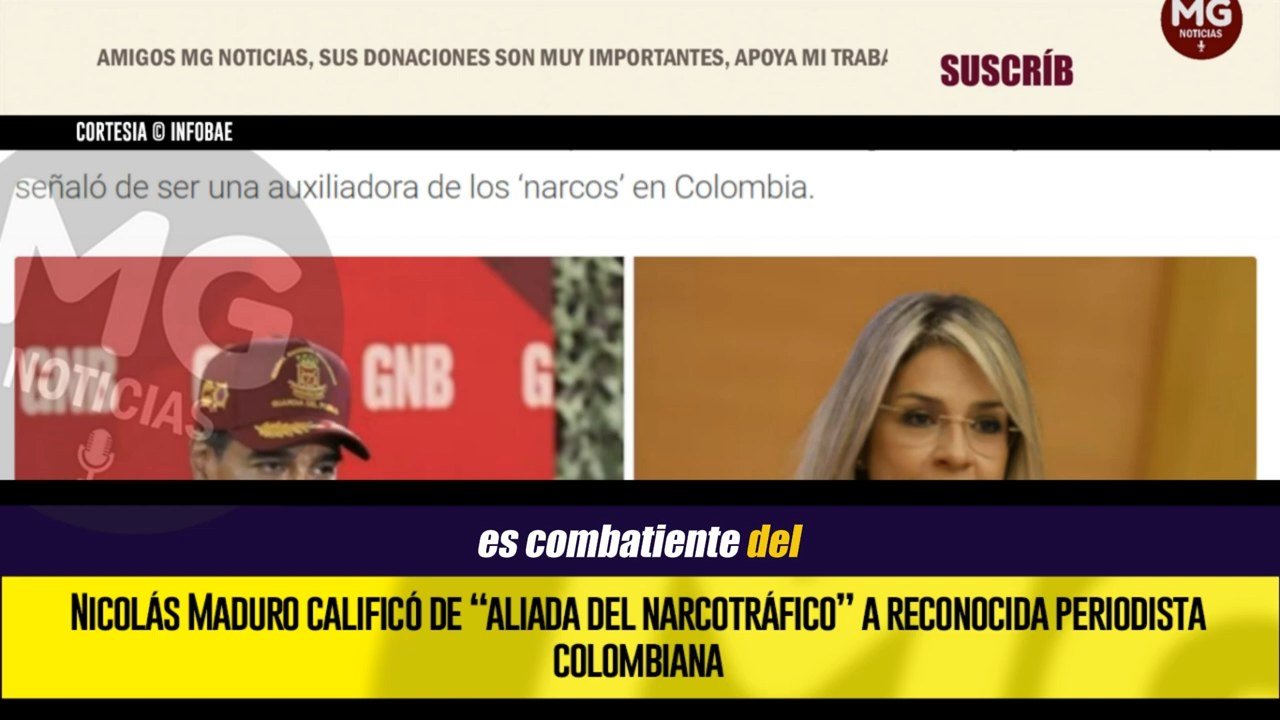 MG
NOTICIAS
AMIGOS MG NOTICIAS, SUS DONACIONES SON MUY IMPORTANTES, APOYA MI TRABA
SUSCRÍB
CORTESIA © INFOBAE
señaló de ser una auxiliadora de los ‘narcos’ en Colombia.
MG
NOTICIAS
GNB
GNB
G
es combatiente del
NICOLÁS MADURO CALIFICÓ DE “ALIADA DEL NARCOTRÁFICO” A RECONOCIDA PERIODISTA
COLOMBIANA